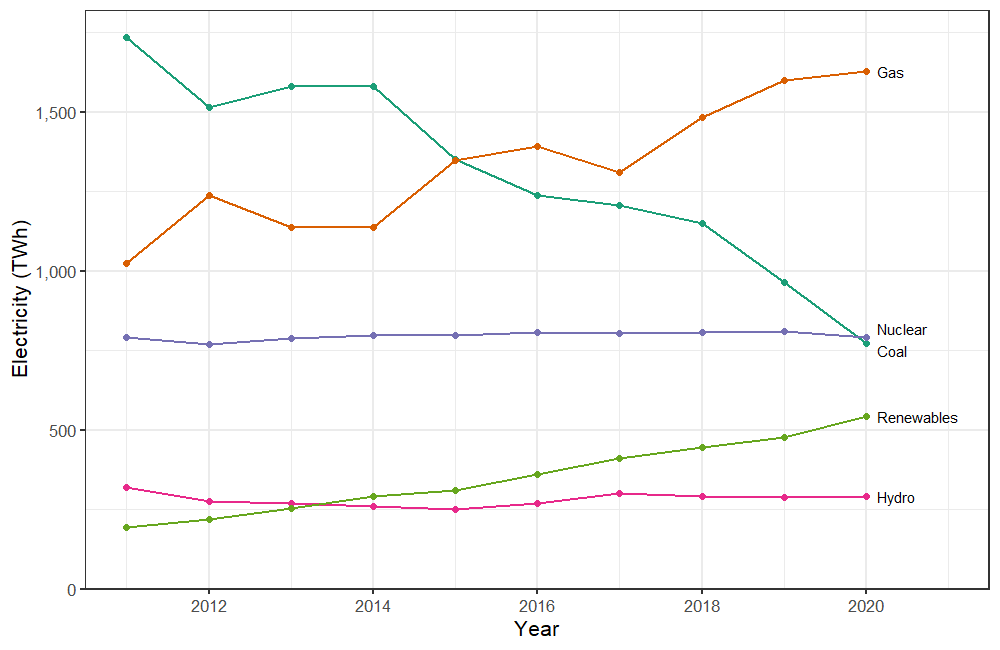 Electricity (TWh)
1,500
1,000
500
0
Gas
Nuclear
Coal
Renewables
Hydro
2012 2014 2016 2018 2020
Year